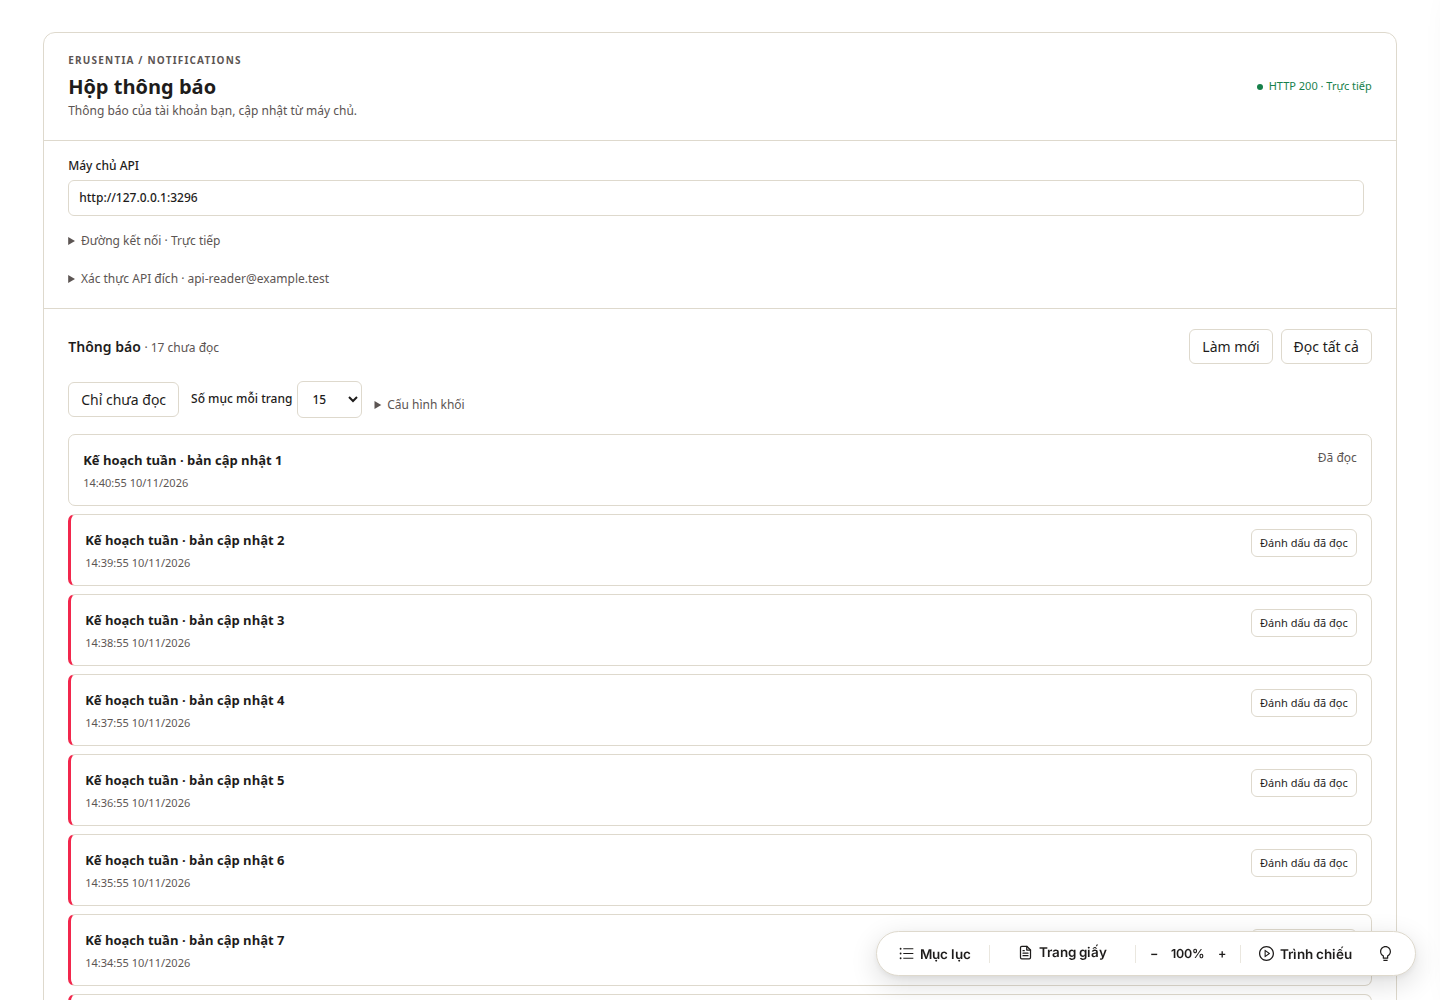 ERUSENTIA / NOTIFICATIONS
Hộp thông báo
Thông báo của tài khoản bạn, cập nhật từ máy chủ.
HTTP 200 · Trực tiếp
Máy chủ API
http://127.0.0.1:3296
Đường kết nối · Trực tiếp
Xác thực API đích · api-reader@example.test
Thông báo · 17 chưa đọc
Làm mới
Đọc tất cả
Chỉ chưa đọc
Số mục mỗi trang
15
Cấu hình khối
Kế hoạch tuần · bản cập nhật 1
Đã đọc
14:40:55 10/11/2026
Kế hoạch tuần · bản cập nhật 2
Đánh dấu đã đọc
14:39:55 10/11/2026
Kế hoạch tuần · bản cập nhật 3
Đánh dấu đã đọc
14:38:55 10/11/2026
Kế hoạch tuần · bản cập nhật 4
Đánh dấu đã đọc
14:37:55 10/11/2026
Kế hoạch tuần · bản cập nhật 5
Đánh dấu đã đọc
14:36:55 10/11/2026
Kế hoạch tuần · bản cập nhật 6
Đánh dấu đã đọc
14:35:55 10/11/2026
Kế hoạch tuần · bản cập nhật 7
14:34:55 10/11/2026
Mục lục
Trang giấy
− 100% +
Trình chiếu